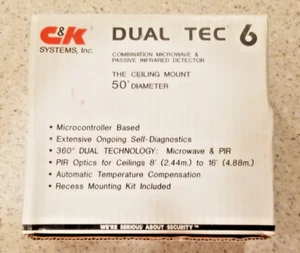 C&K
SYSTEMS, Inc.
DUAL TEC 6
COMBINATION MICROWAVE &
PASSIVE INFRARED DETECTOR
THE CEILING MOUNT
50' DIAMETER
• Microcontroller Based
• Extensive Ongoing Self-Diagnostics
• 360° DUAL TECHNOLOGY: Microwave & PIR
• PIR Optics for Ceilings 8' (2.44m.) to 16' (4.88m.)
• Automatic Temperature Compensation
• Recess Mounting Kit Included
WE'RE SERIOUS ABOUT SECURITY™